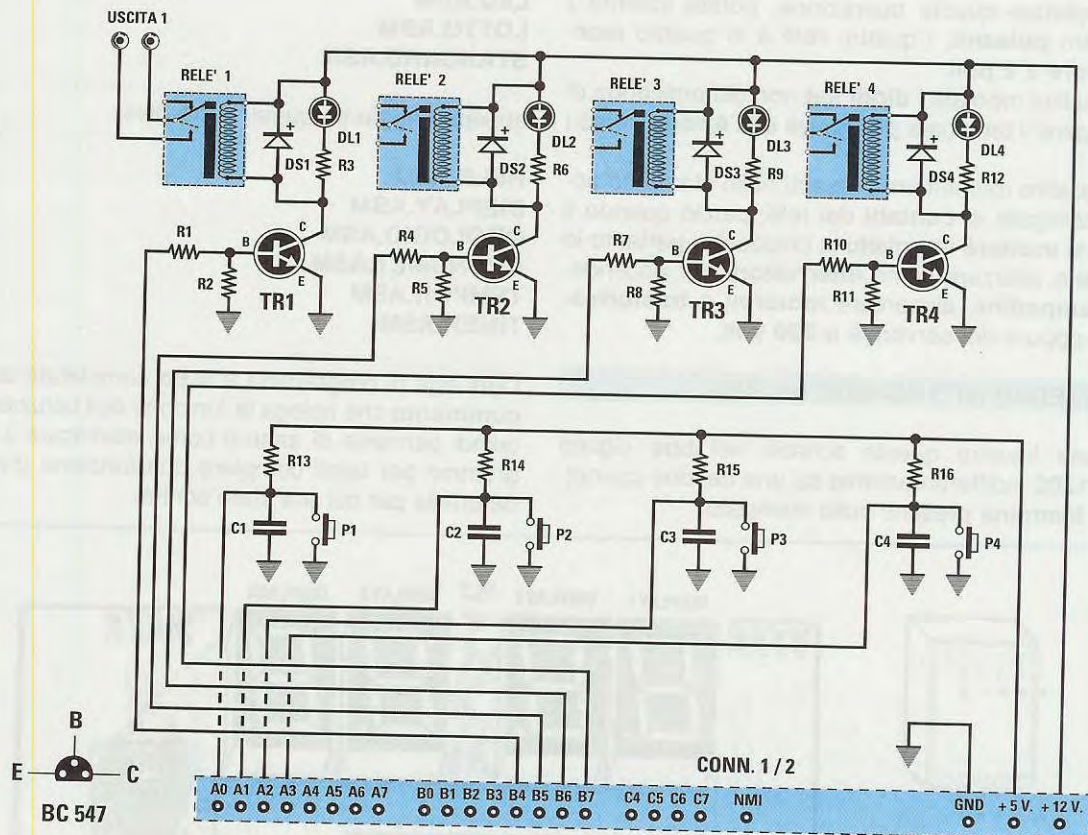 USCITA 1
RELE' 1
RELE' 2
RELE' 3
RELE' 4
DL1
DL2
DL3
DL4
DS1
R3
DS2
R6
DS3
R9
DS4
R12
R1
B
C
E
R2
TR1
R4
B
C
E
R5
TR2
R7
B
C
E
R8
TR3
R10
B
C
E
R11
TR4
R13
R14
R15
R16
C1
P1
C2
P2
C3
P3
C4
P4
B
E
C
BC 547
CONN. 1 / 2
A0 A1 A2 A3 A4 A5 A6 A7 B0 B1 B2 B3 B4 B5 B6 B7 C4 C5 C6 C7 NMI GND +5 V. +12 V.